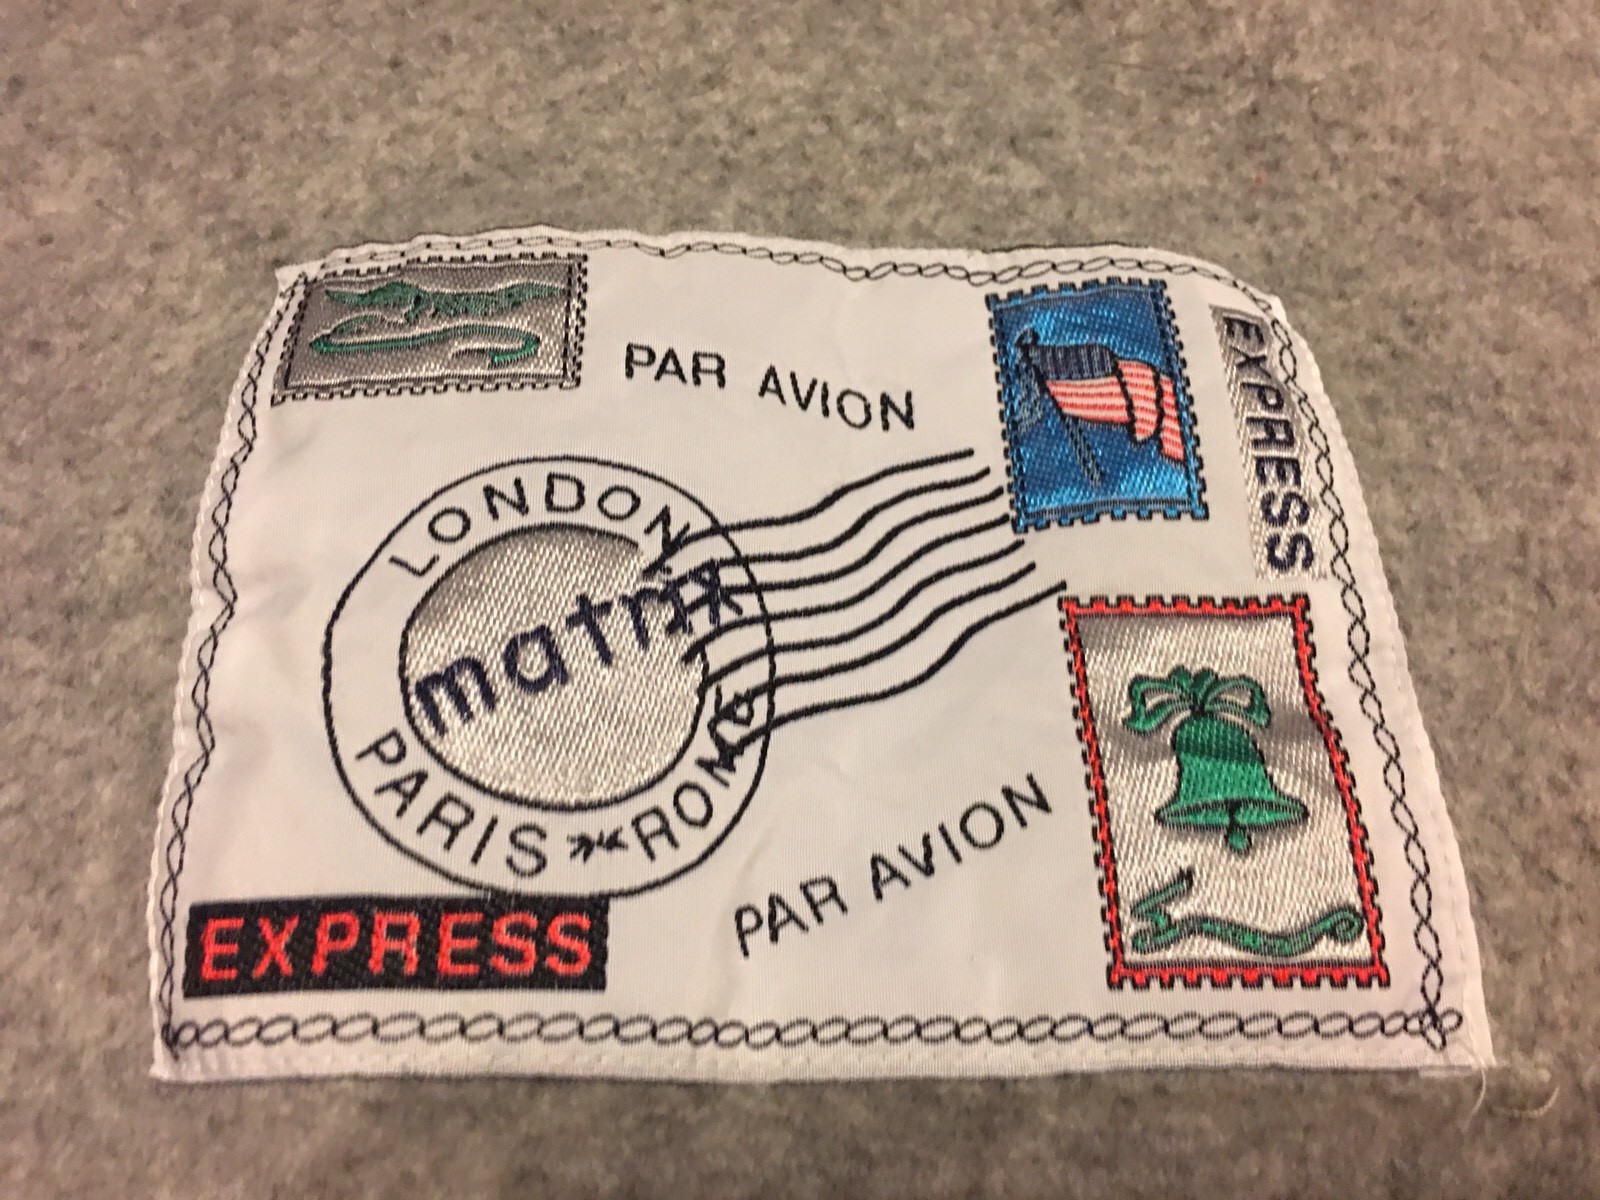 PAR AVION
EXPRESS
LONDON
matrix
PARIS ROME
PAR AVION
EXPRESS